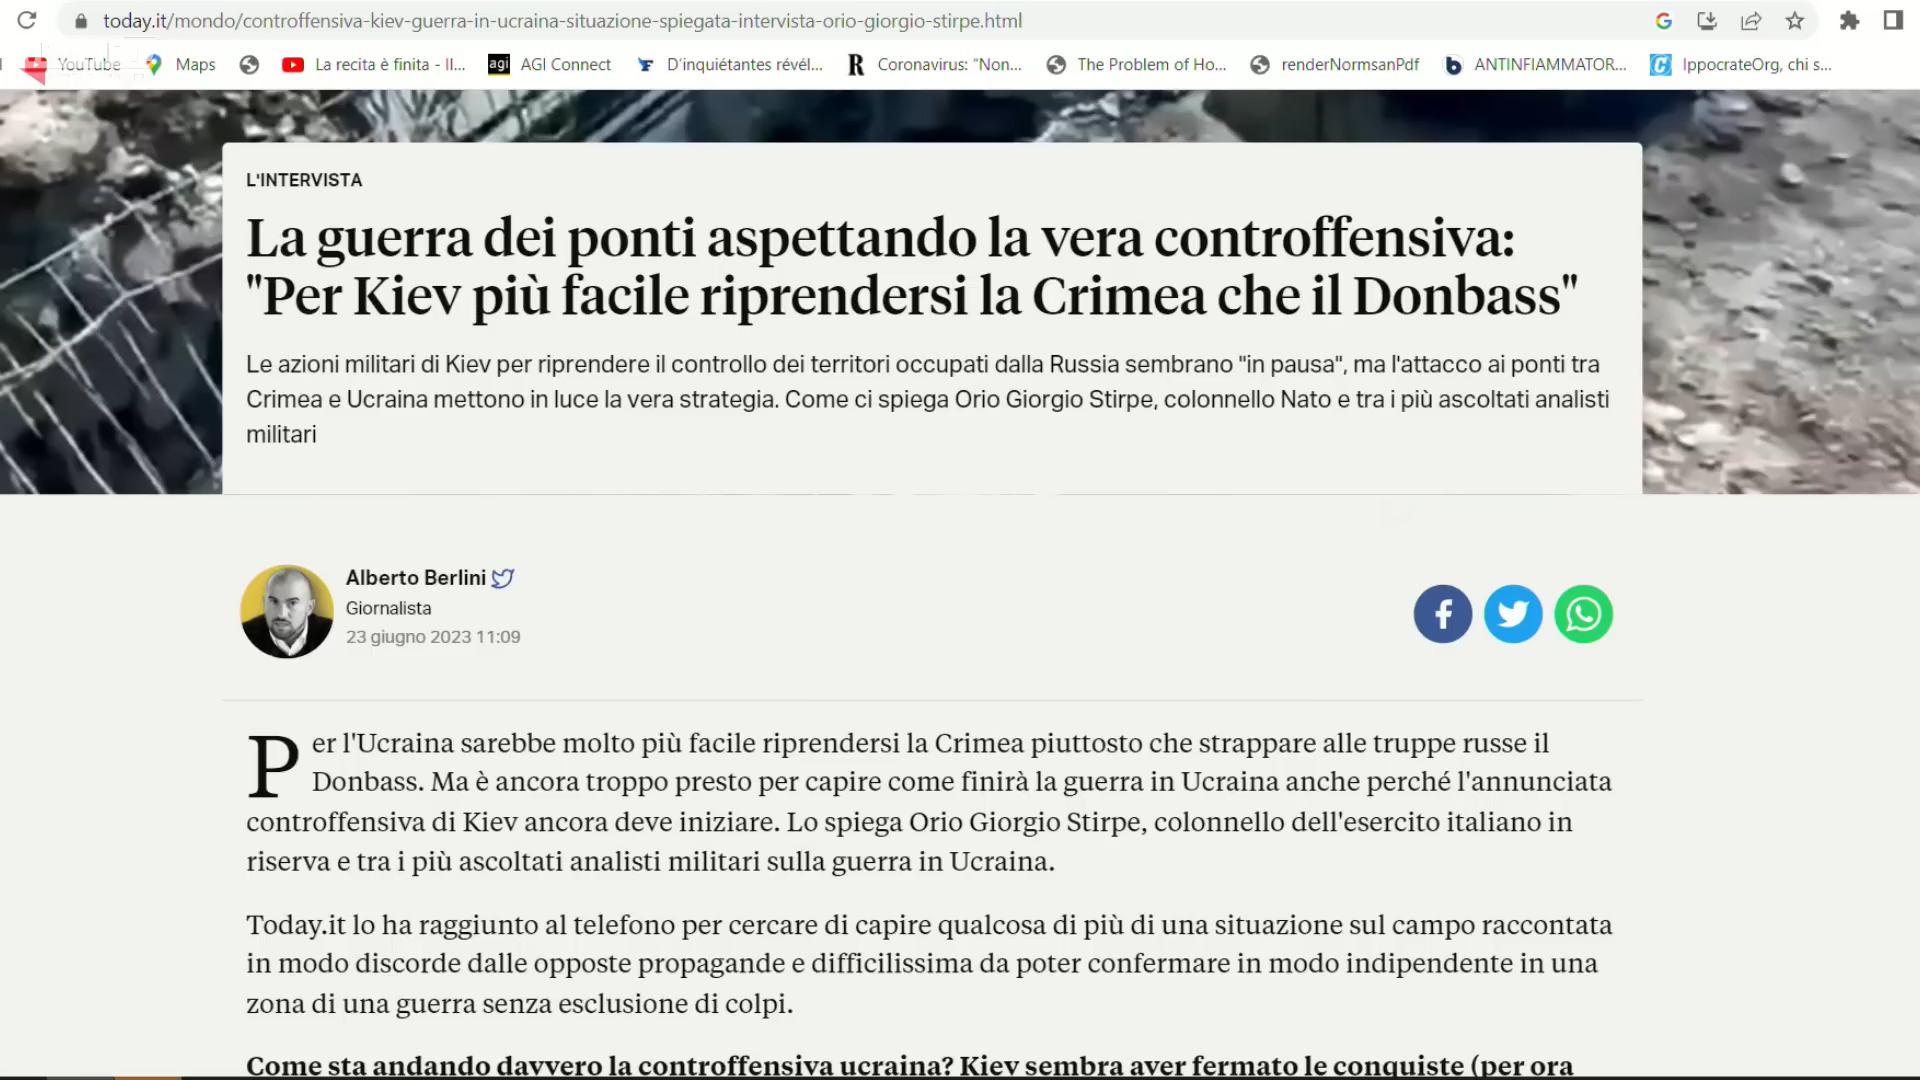 today.it/mondo/controffensiva-kiev-guerra-in-ucraina-situazione-spiegata-intervista-orio-giorgio-stirpe.html
YouTube Maps La recita è finita - Il... agi AGI Connect D'inquiétantes révél... R Coronavirus: "Non... The Problem of Ho... renderNormsanPdf b ANTINFIAMMATOR... IppocrateOrg, chi s...
L'INTERVISTA
La guerra dei ponti aspettando la vera controffensiva:
"Per Kiev più facile riprendersi la Crimea che il Donbass"
Le azioni militari di Kiev per riprendere il controllo dei territori occupati dalla Russia sembrano "in pausa", ma l'attacco ai ponti tra
Crimea e Ucraina mettono in luce la vera strategia. Come ci spiega Orio Giorgio Stirpe, colonnello Nato e tra i più ascoltati analisti
militari
Alberto Berlini
Giornalista
23 giugno 2023 11:09
Per l'Ucraina sarebbe molto più facile riprendersi la Crimea piuttosto che strappare alle truppe russe il
Donbass. Ma è ancora troppo presto per capire come finirà la guerra in Ucraina anche perché l'annunciata
controffensiva di Kiev ancora deve iniziare. Lo spiega Orio Giorgio Stirpe, colonnello dell'esercito italiano in
riserva e tra i più ascoltati analisti militari sulla guerra in Ucraina.
Today.it lo ha raggiunto al telefono per cercare di capire qualcosa di più di una situazione sul campo raccontata
in modo discorde dalle opposte propagande e difficilissima da poter confermare in modo indipendente in una
zona di una guerra senza esclusione di colpi.
Come sta andando davvero la controffensiva ucraina? Kiev sembra aver fermato le conquiste (per ora